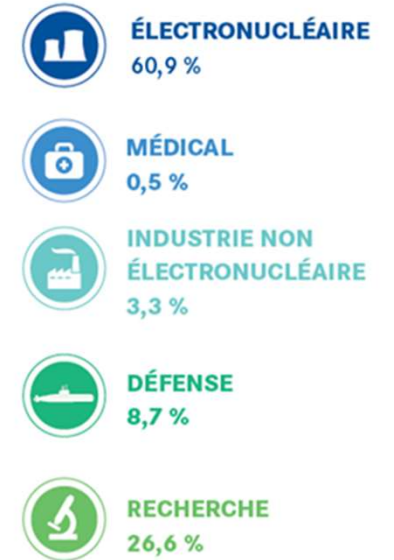 ÉLECTRONUCLÉAIRE
60,9 %
MÉDICAL
0,5 %
INDUSTRIE NON
ÉLECTRONUCLÉAIRE
3,3 %
DÉFENSE
8,7 %
RECHERCHE
26,6 %